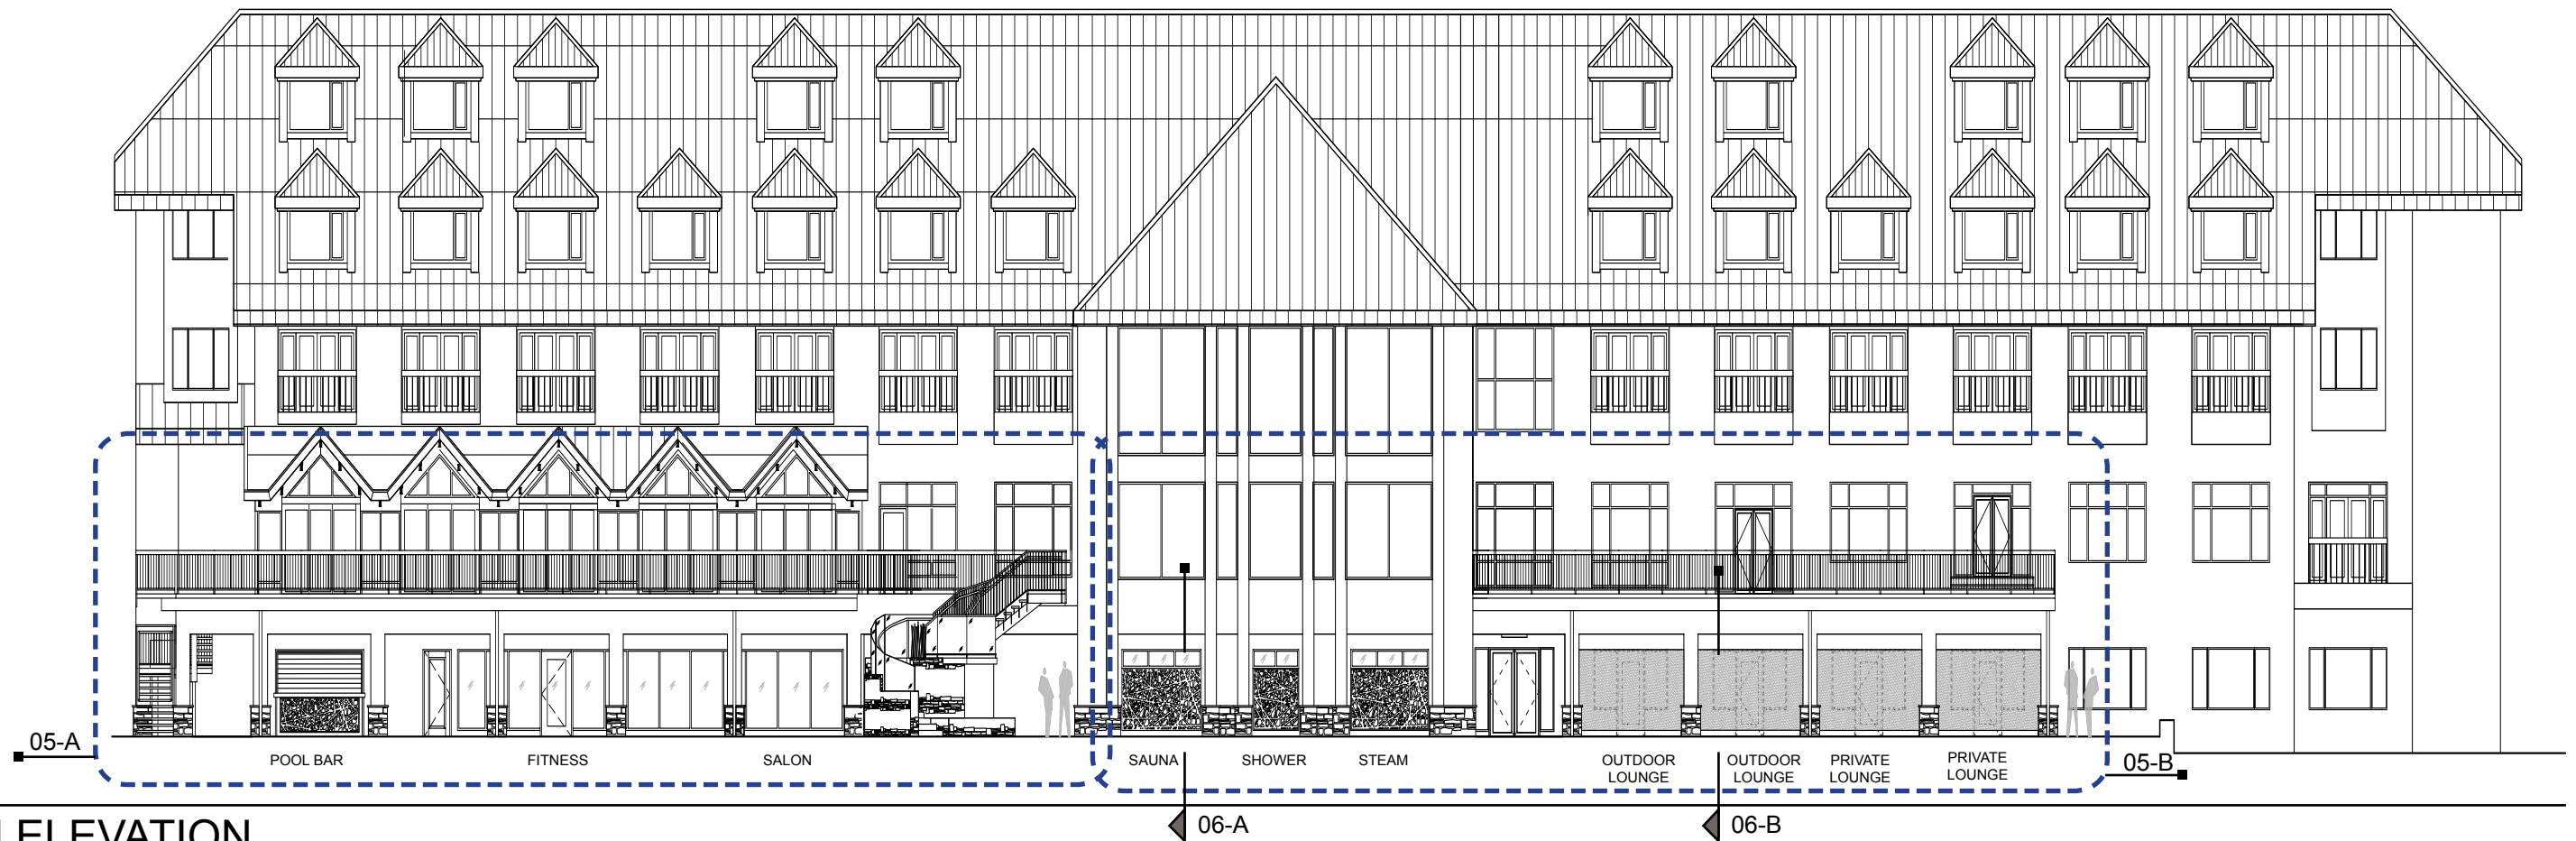 05-A
POOL BAR
FITNESS
SALON
SAUNA
SHOWER
STEAM
OUTDOOR
LOUNGE
OUTDOOR
LOUNGE
PRIVATE
LOUNGE
PRIVATE
LOUNGE
05-B
ELEVATION
06-A
06-B